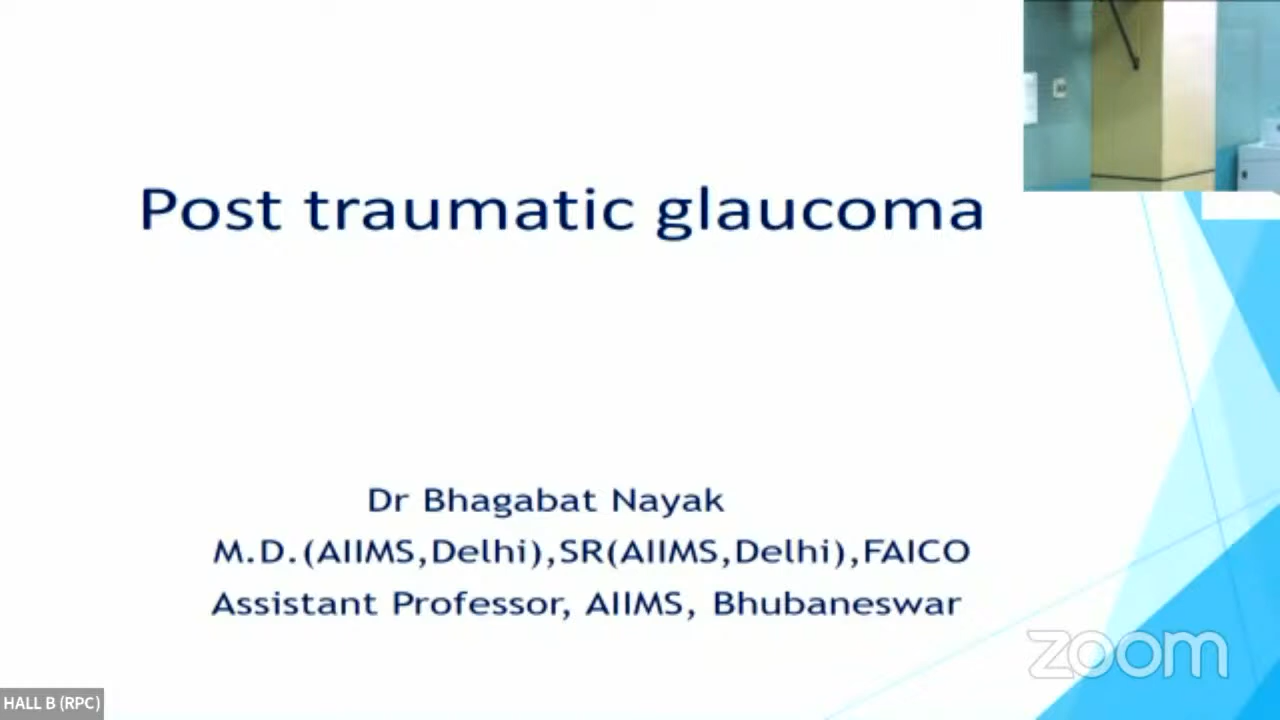 Post traumatic glaucoma
Dr Bhagabat Nayak
M.D.(AIIMS,Delhi),SR(AIIMS,Delhi),FAICO
Assistant Professor, AIIMS, Bhubaneswar
zoom
HALL B (RPC)